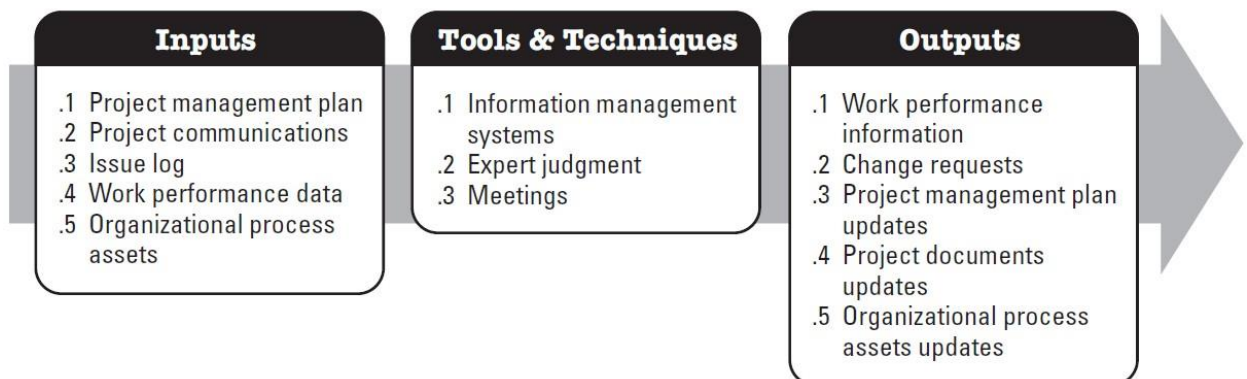 Inputs
.1 Project management plan
.2 Project communications
.3 Issue log
.4 Work performance data
.5 Organizational process
assets
Tools & Techniques
.1 Information management
systems
.2 Expert judgment
.3 Meetings
Outputs
.1 Work performance
information
.2 Change requests
.3 Project management plan
updates
.4 Project documents
updates
.5 Organizational process
assets updates